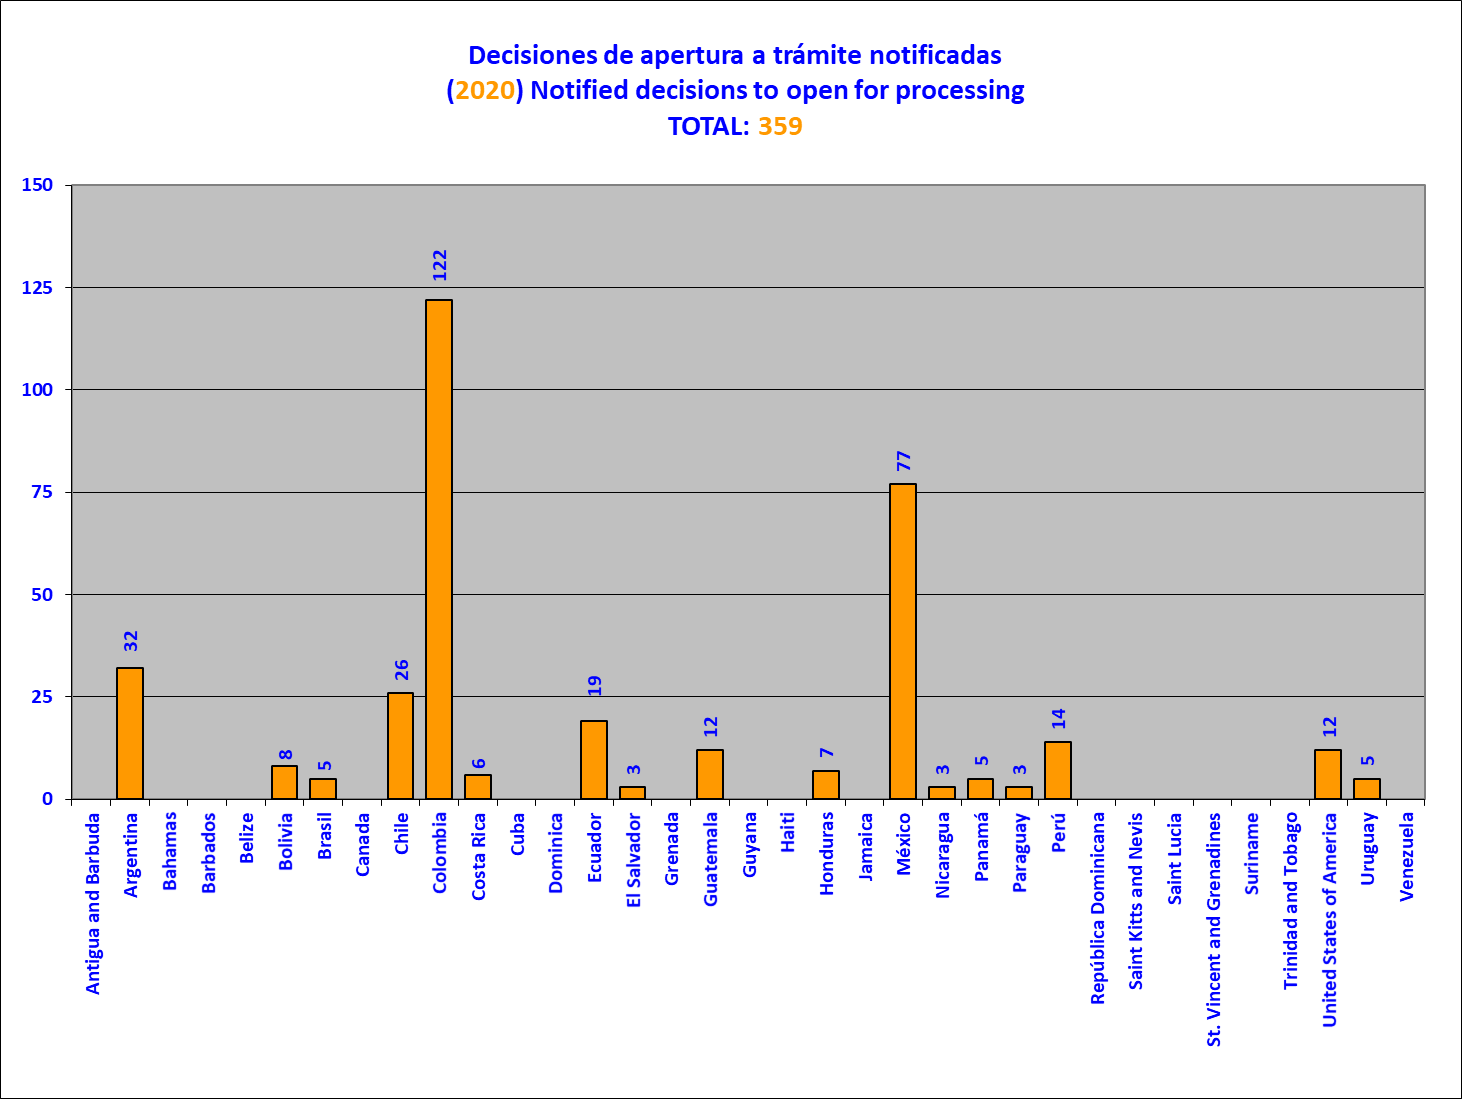 Decisiones de apertura a trámite notificadas
(2020) Notified decisions to open for processing
TOTAL: 359
150
125
100
75
50
25
0
32
8
5
26
122
6
19
3
12
7
77
3
5
3
14
12
5
Antigua and Barbuda
Argentina
Bahamas
Barbados
Belize
Bolivia
Brasil
Canada
Chile
Colombia
Costa Rica
Cuba
Dominica
Ecuador
El Salvador
Grenada
Guatemala
Guyana
Haiti
Honduras
Jamaica
México
Nicaragua
Panamá
Paraguay
Perú
República Dominicana
Saint Kitts and Nevis
Saint Lucia
St. Vincent and Grenadines
Suriname
Trinidad and Tobago
United States of America
Uruguay
Venezuela